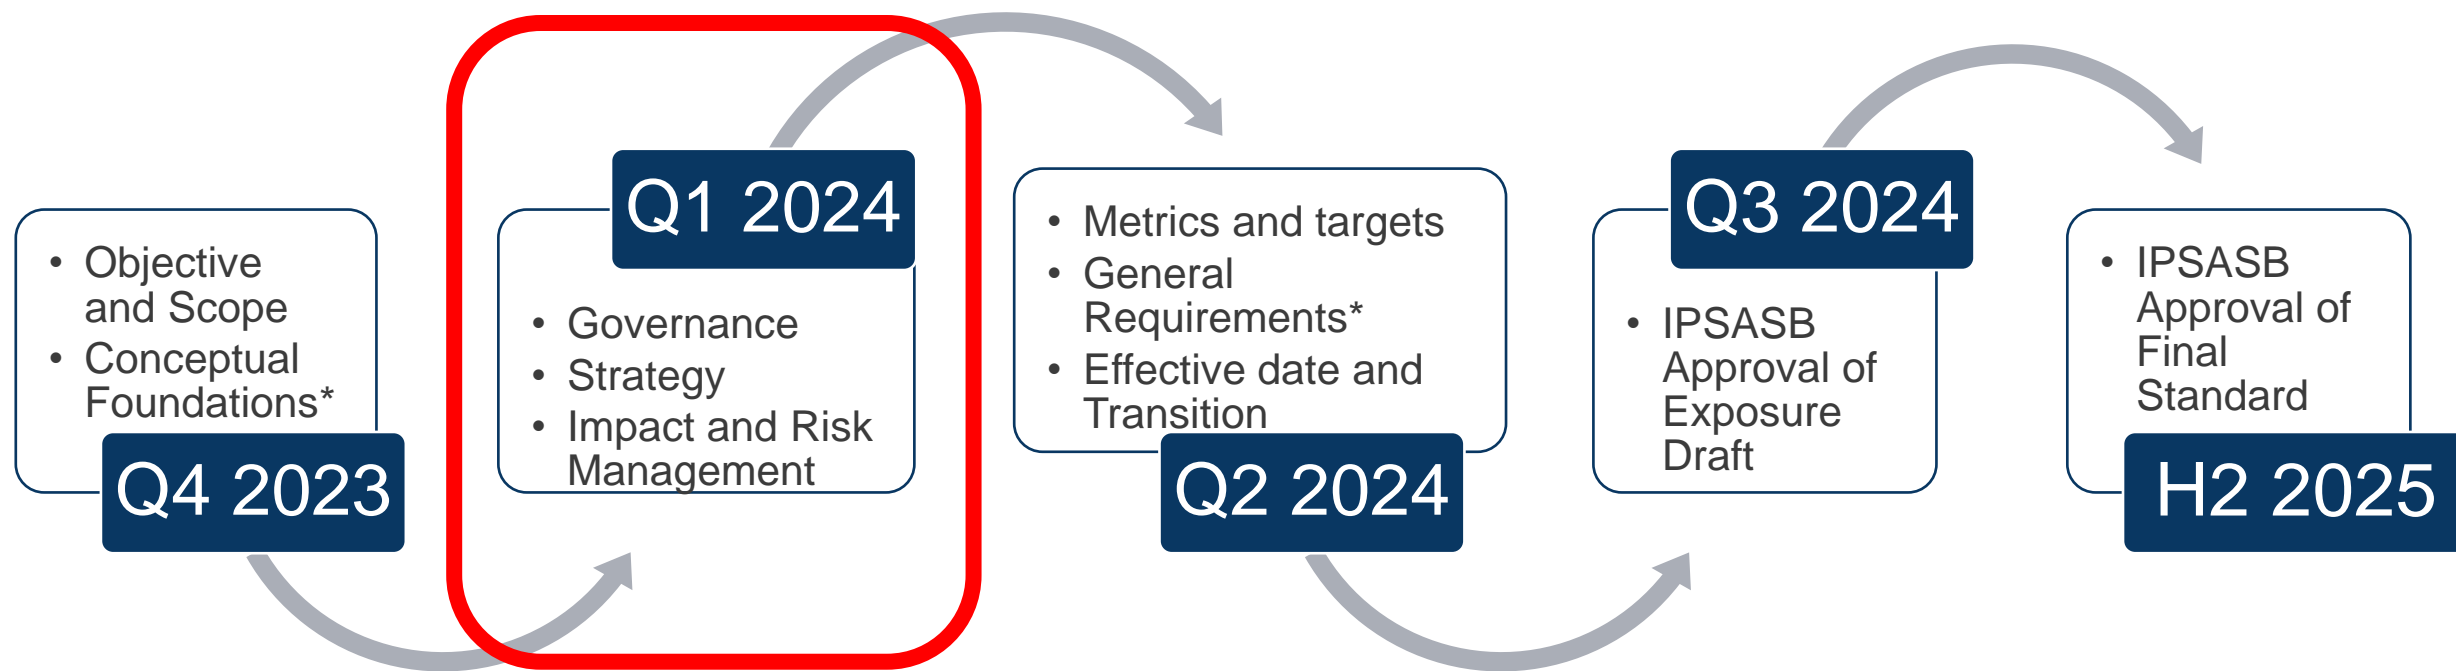 • Objective
and Scope
• Conceptual
Foundations*
Q4 2023
Q1 2024
• Governance
• Strategy
• Impact and Risk
Management
• Metrics and targets
• General
Requirements*
• Effective date and
Transition
Q2 2024
Q3 2024
• IPSASB
Approval of
Exposure
Draft
• IPSASB
Approval of
Final
Standard
H2 2025